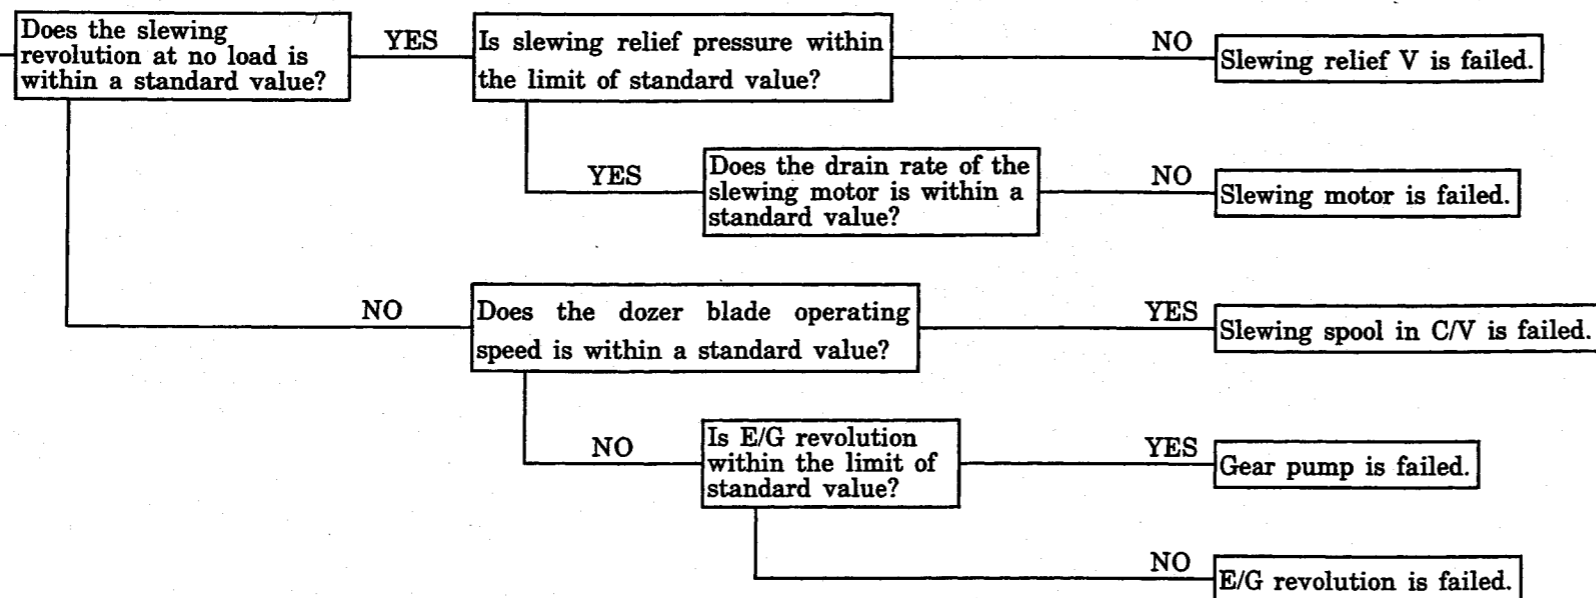 Does the slewing
revolution at no load is
within a standard value?
YES
Is slewing relief pressure within
the limit of standard value?
NO
Slewing relief V is failed.
YES
Does the drain rate of the
slewing motor is within a
standard value?
NO
Slewing motor is failed.
NO
Does the dozer blade operating
speed is within a standard value?
YES
Slewing spool in C/V is failed.
NO
Is E/G revolution
within the limit of
standard value?
YES
Gear pump is failed.
NO
E/G revolution is failed.